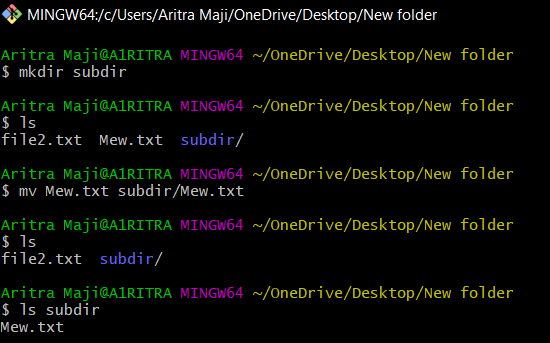 MINGW64:/c/Users/Aritra Maji/OneDrive/Desktop/New folder
Aritra Maji@A1RITRA MINGW64 ~/OneDrive/Desktop/New folder
$ mkdir subdir
Aritra Maji@A1RITRA MINGW64 ~/OneDrive/Desktop/New folder
$ ls
file2.txt  Mew.txt  subdir/
Aritra Maji@A1RITRA MINGW64 ~/OneDrive/Desktop/New folder
$ mv Mew.txt subdir/Mew.txt
Aritra Maji@A1RITRA MINGW64 ~/OneDrive/Desktop/New folder
$ ls
file2.txt  subdir/
Aritra Maji@A1RITRA MINGW64 ~/OneDrive/Desktop/New folder
$ ls subdir
Mew.txt